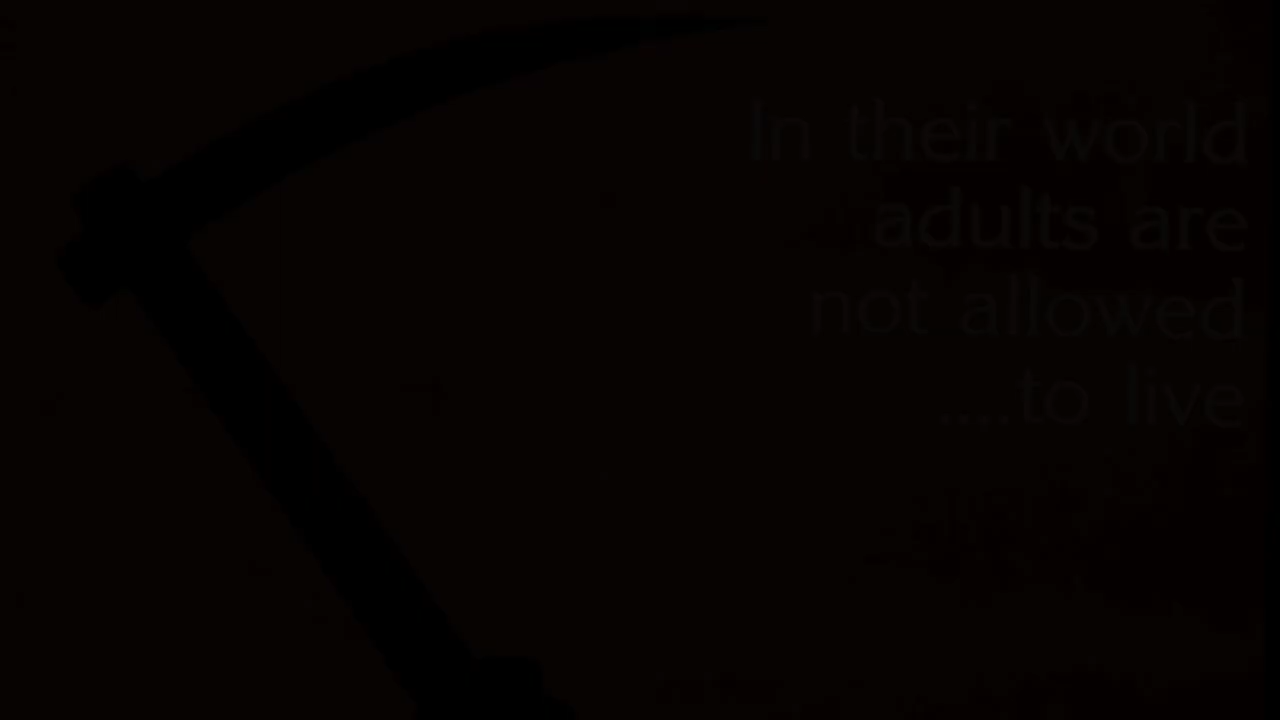 In their world
adults are
not allowed
....to live